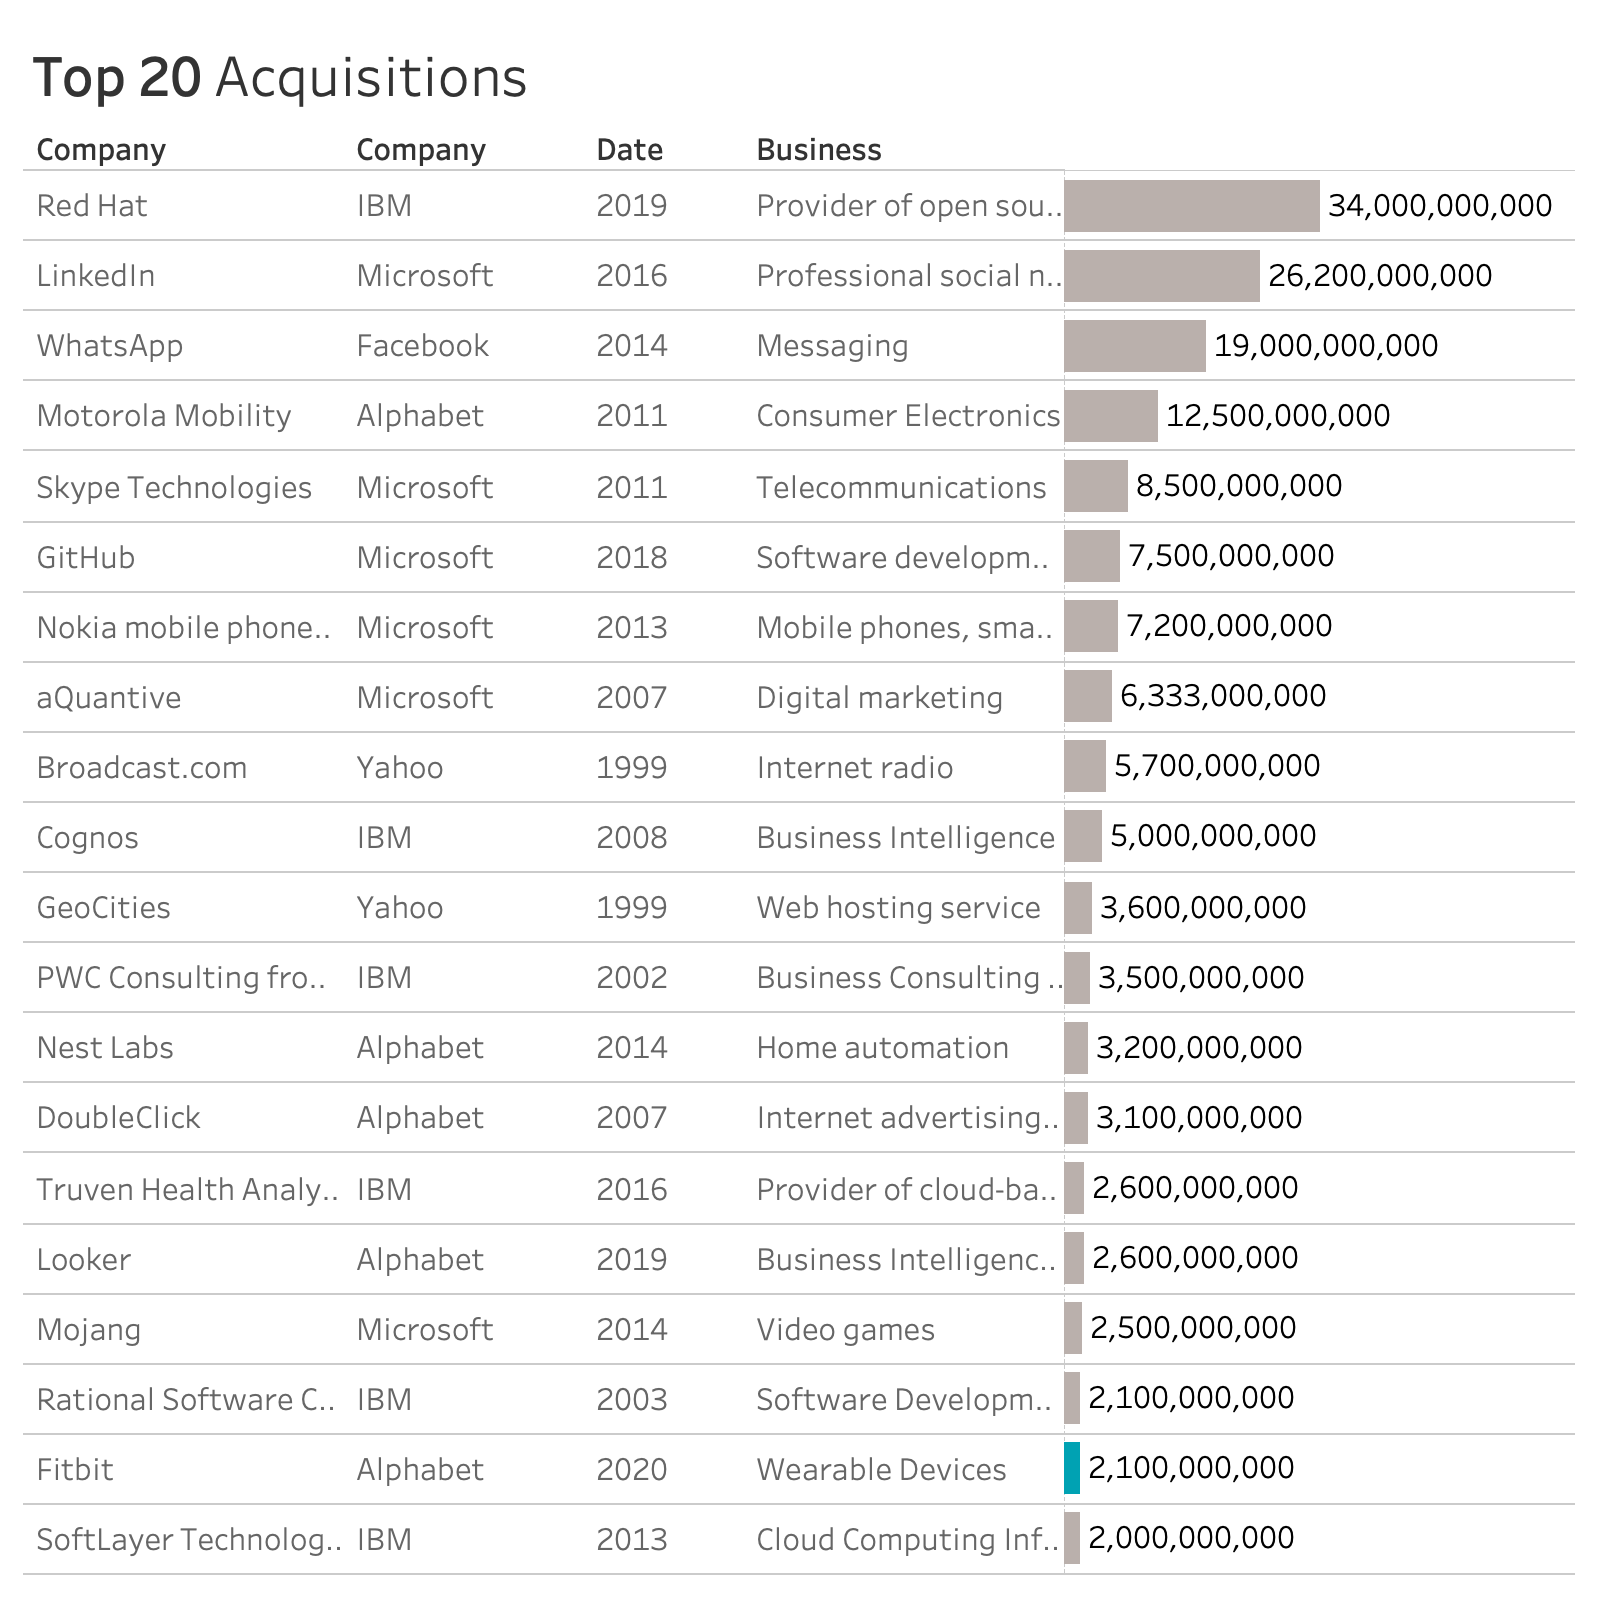 Top 20 Acquisitions
Company Company Date Business
Red Hat IBM 2019 Provider of open sou.. 34,000,000,000
LinkedIn Microsoft 2016 Professional social n.. 26,200,000,000
WhatsApp Facebook 2014 Messaging 19,000,000,000
Motorola Mobility Alphabet 2011 Consumer Electronics 12,500,000,000
Skype Technologies Microsoft 2011 Telecommunications 8,500,000,000
GitHub Microsoft 2018 Software developm.. 7,500,000,000
Nokia mobile phone.. Microsoft 2013 Mobile phones, sma.. 7,200,000,000
aQuantive Microsoft 2007 Digital marketing 6,333,000,000
Broadcast.com Yahoo 1999 Internet radio 5,700,000,000
Cognos IBM 2008 Business Intelligence 5,000,000,000
GeoCities Yahoo 1999 Web hosting service 3,600,000,000
PWC Consulting fro.. IBM 2002 Business Consulting .. 3,500,000,000
Nest Labs Alphabet 2014 Home automation 3,200,000,000
DoubleClick Alphabet 2007 Internet advertising.. 3,100,000,000
Truven Health Analy.. IBM 2016 Provider of cloud-ba.. 2,600,000,000
Looker Alphabet 2019 Business Intelligenc.. 2,600,000,000
Mojang Microsoft 2014 Video games 2,500,000,000
Rational Software C.. IBM 2003 Software Developm.. 2,100,000,000
Fitbit Alphabet 2020 Wearable Devices 2,100,000,000
SoftLayer Technolog.. IBM 2013 Cloud Computing Inf.. 2,000,000,000